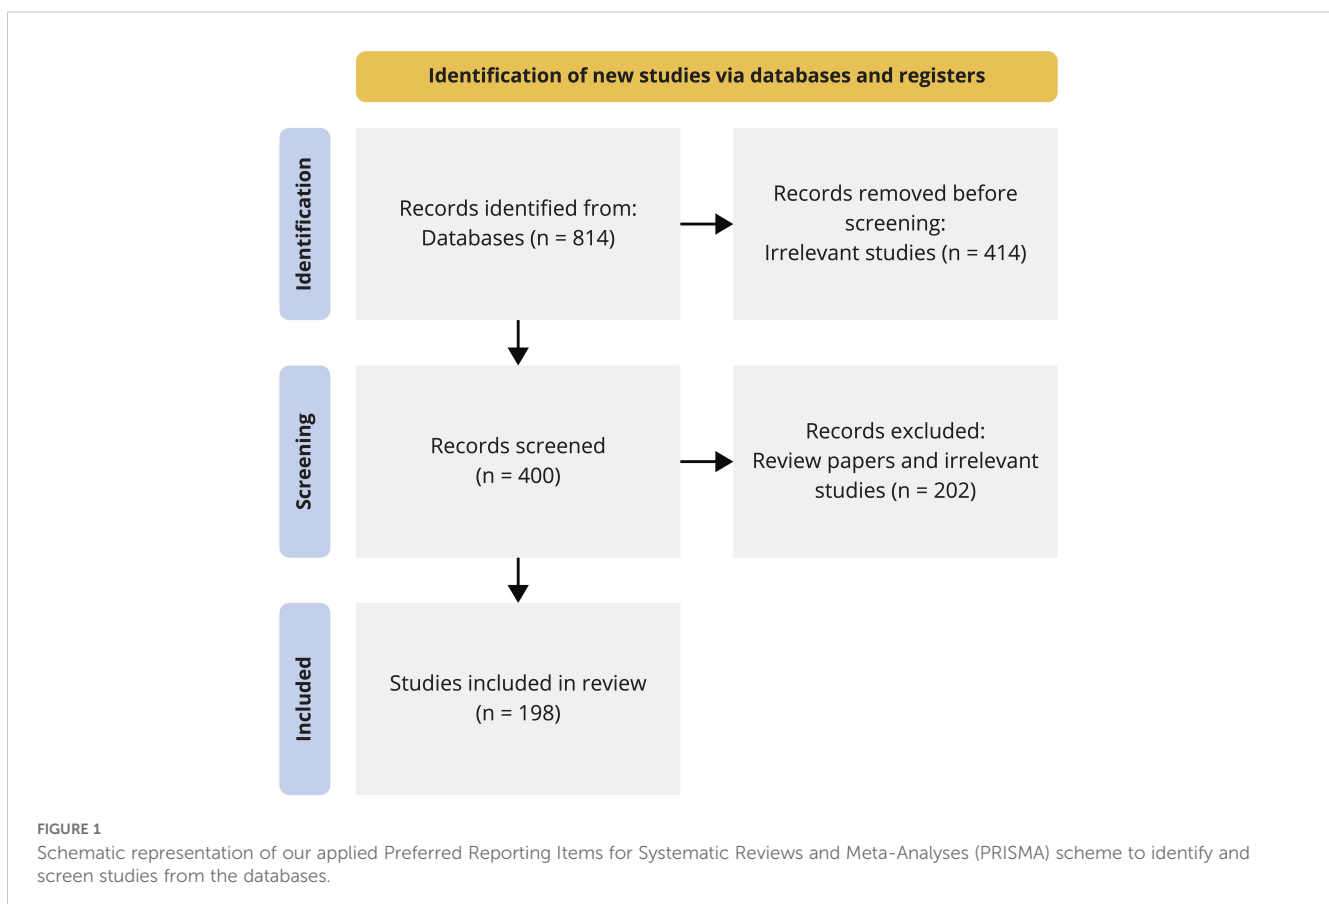 Identification of new studies via databases and registers
Identification
Records identified from:
Databases (n = 814)
Records removed before
screening:
Irrelevant studies (n = 414)
Screening
Records screened
(n = 400)
Records excluded:
Review papers and irrelevant
studies (n = 202)
Included
Studies included in review
(n = 198)
FIGURE 1
Schematic representation of our applied Preferred Reporting Items for Systematic Reviews and Meta-Analyses (PRISMA) scheme to identify and
screen studies from the databases.